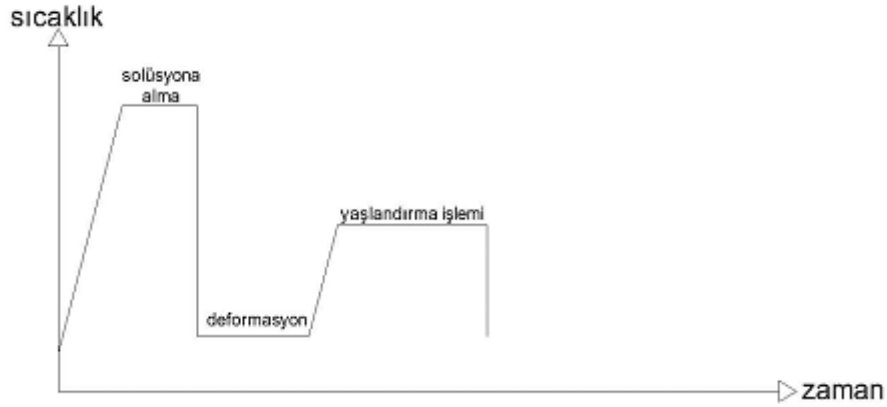 sıcaklık
solüsyona
alma
yaşlandırma işlemi
deformasyon
zaman